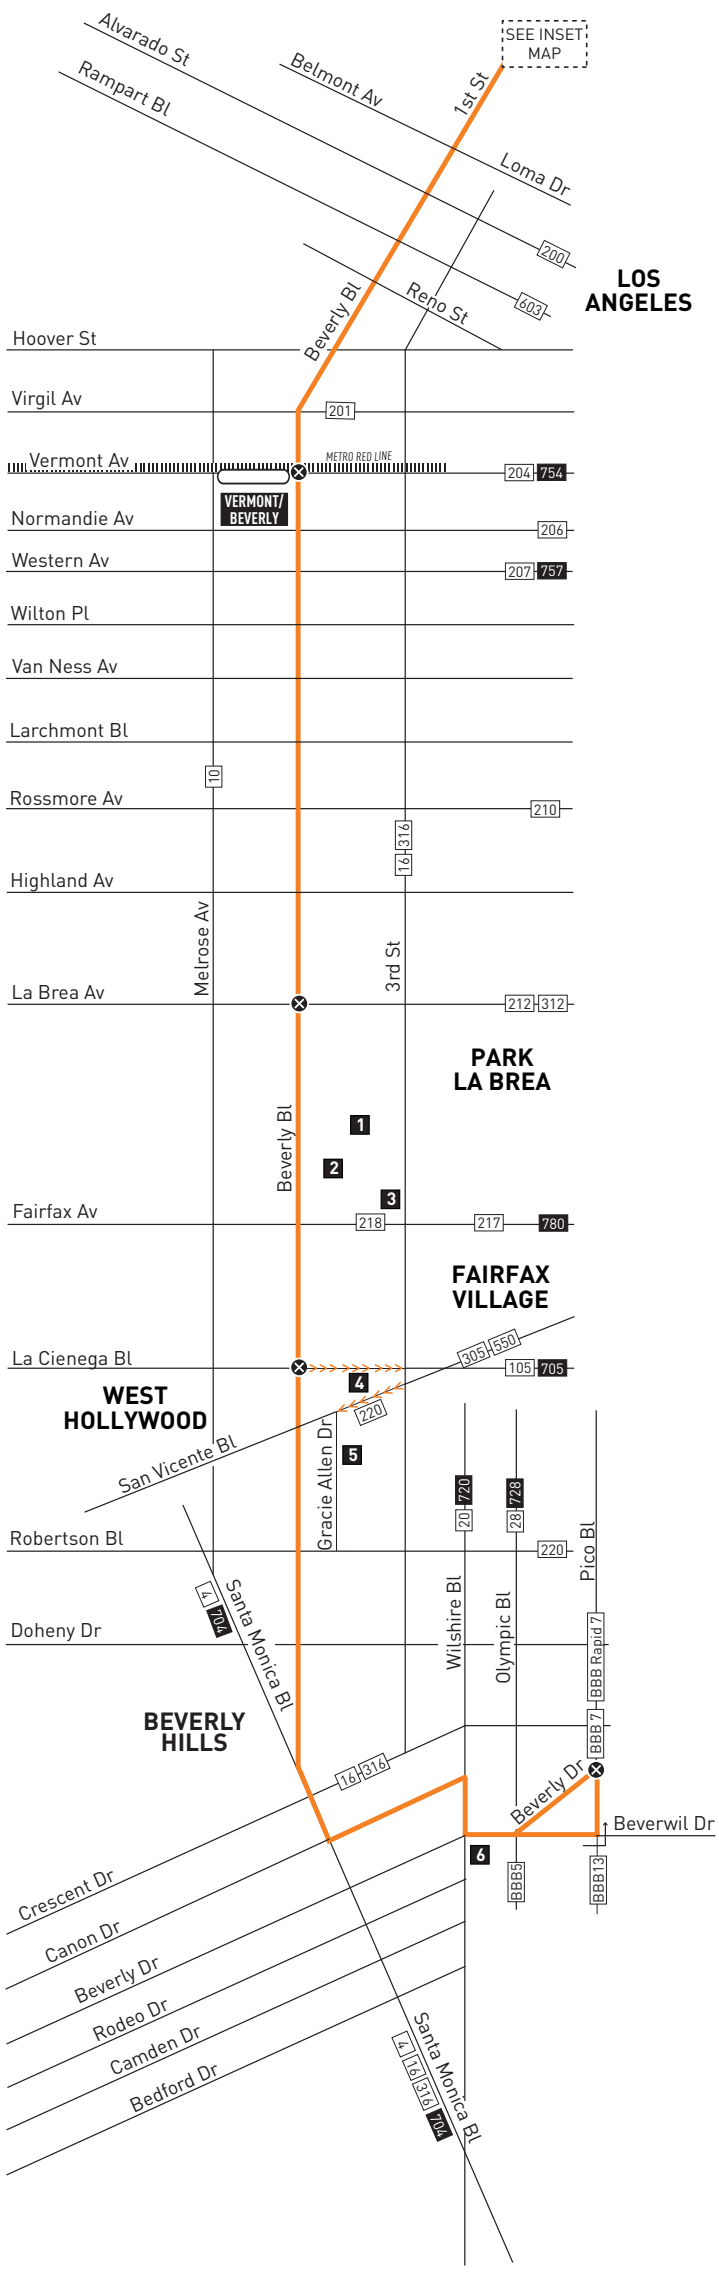 SEE INSET
MAP
Alvarado St
Rampart Bl
Belmont Av
1st St
Loma Dr
200
LOS
ANGELES
603
Reno St
Beverly Bl
Hoover St
Virgil Av
201
Vermont Av
METRO RED LINE
204
754
VERMONT/
BEVERLY
Normandie Av
206
Western Av
207
757
Wilton Pl
Van Ness Av
Larchmont Bl
10
Rossmore Av
210
16
316
Highland Av
Melrose Av
3rd St
La Brea Av
212
312
PARK
LA BREA
Beverly Bl
1
2
3
Fairfax Av
218
217
780
FAIRFAX
VILLAGE
305
550
La Cienega Bl
105
705
4
WEST
HOLLYWOOD
220
San Vicente Bl
Gracie Allen Dr
5
20
720
28
728
Robertson Bl
220
Pico Bl
4
704
Santa Monica Bl
Wilshire Bl
Olympic Bl
Doheny Dr
BBB Rapid 7
BEVERLY
HILLS
BBB 7
16
316
Beverly Dr
Beverwil Dr
6
BBB5
BBB13
Crescent Dr
Canon Dr
Beverly Dr
Rodeo Dr
Camden Dr
Bedford Dr
Santa Monica Bl
4
16
316
704